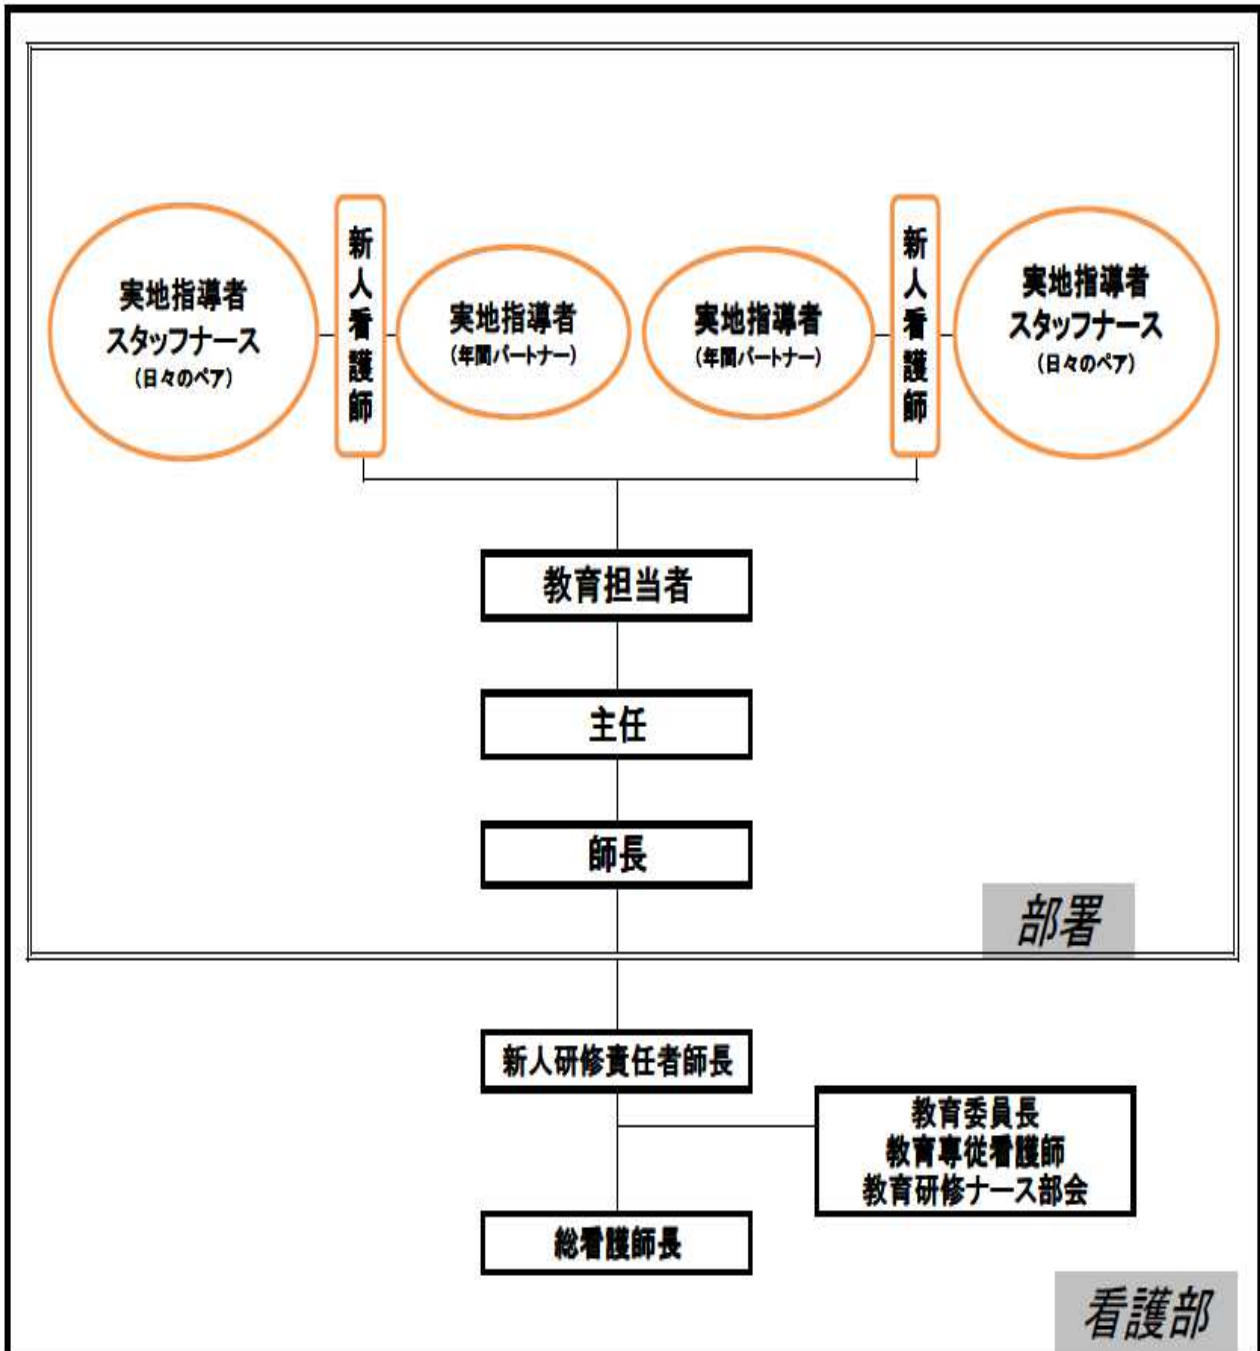 実地指導者
スタッフナース
(日々のペア)
新人看護師
実地指導者
(年間パートナー)
実地指導者
(年間パートナー)
新人看護師
実地指導者
スタッフナース
(日々のペア)
教育担当者
主任
師長
部署
新人研修責任者師長
教育委員長
教育専従看護師
教育研修ナース部会
総看護師長
看護部